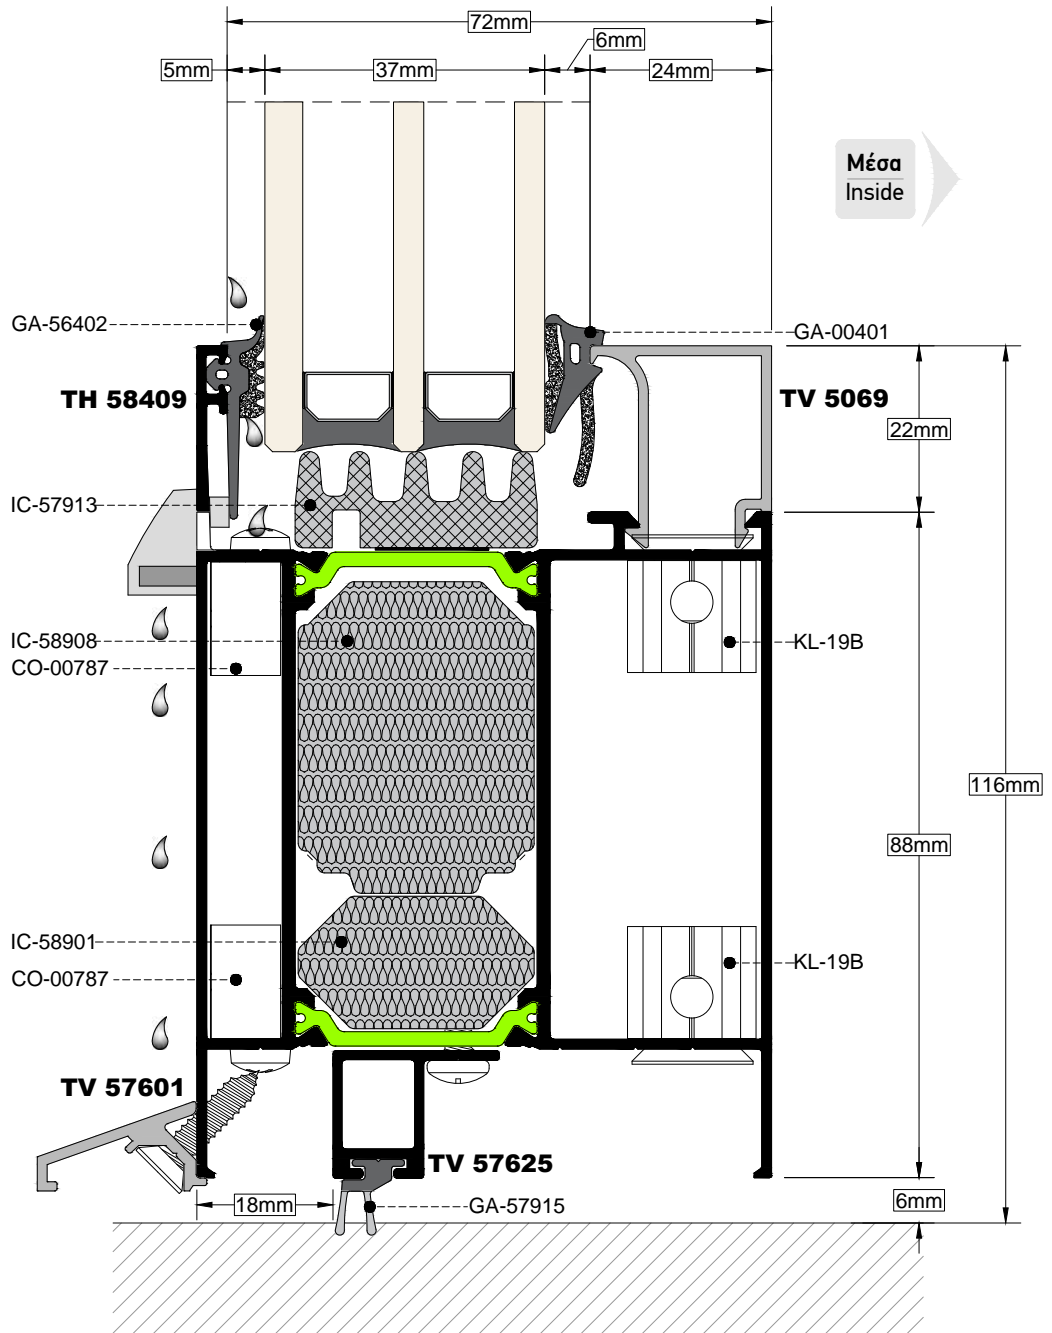 72mm
6mm
5mm
37mm
24mm
Μέσα
Inside
GA-56402
GA-00401
TH 58409
TV 5069
22mm
IC-57913
IC-58908
KL-19B
CO-00787
116mm
88mm
IC-58901
KL-19B
CO-00787
TV 57601
TV 57625
18mm
GA-57915
6mm